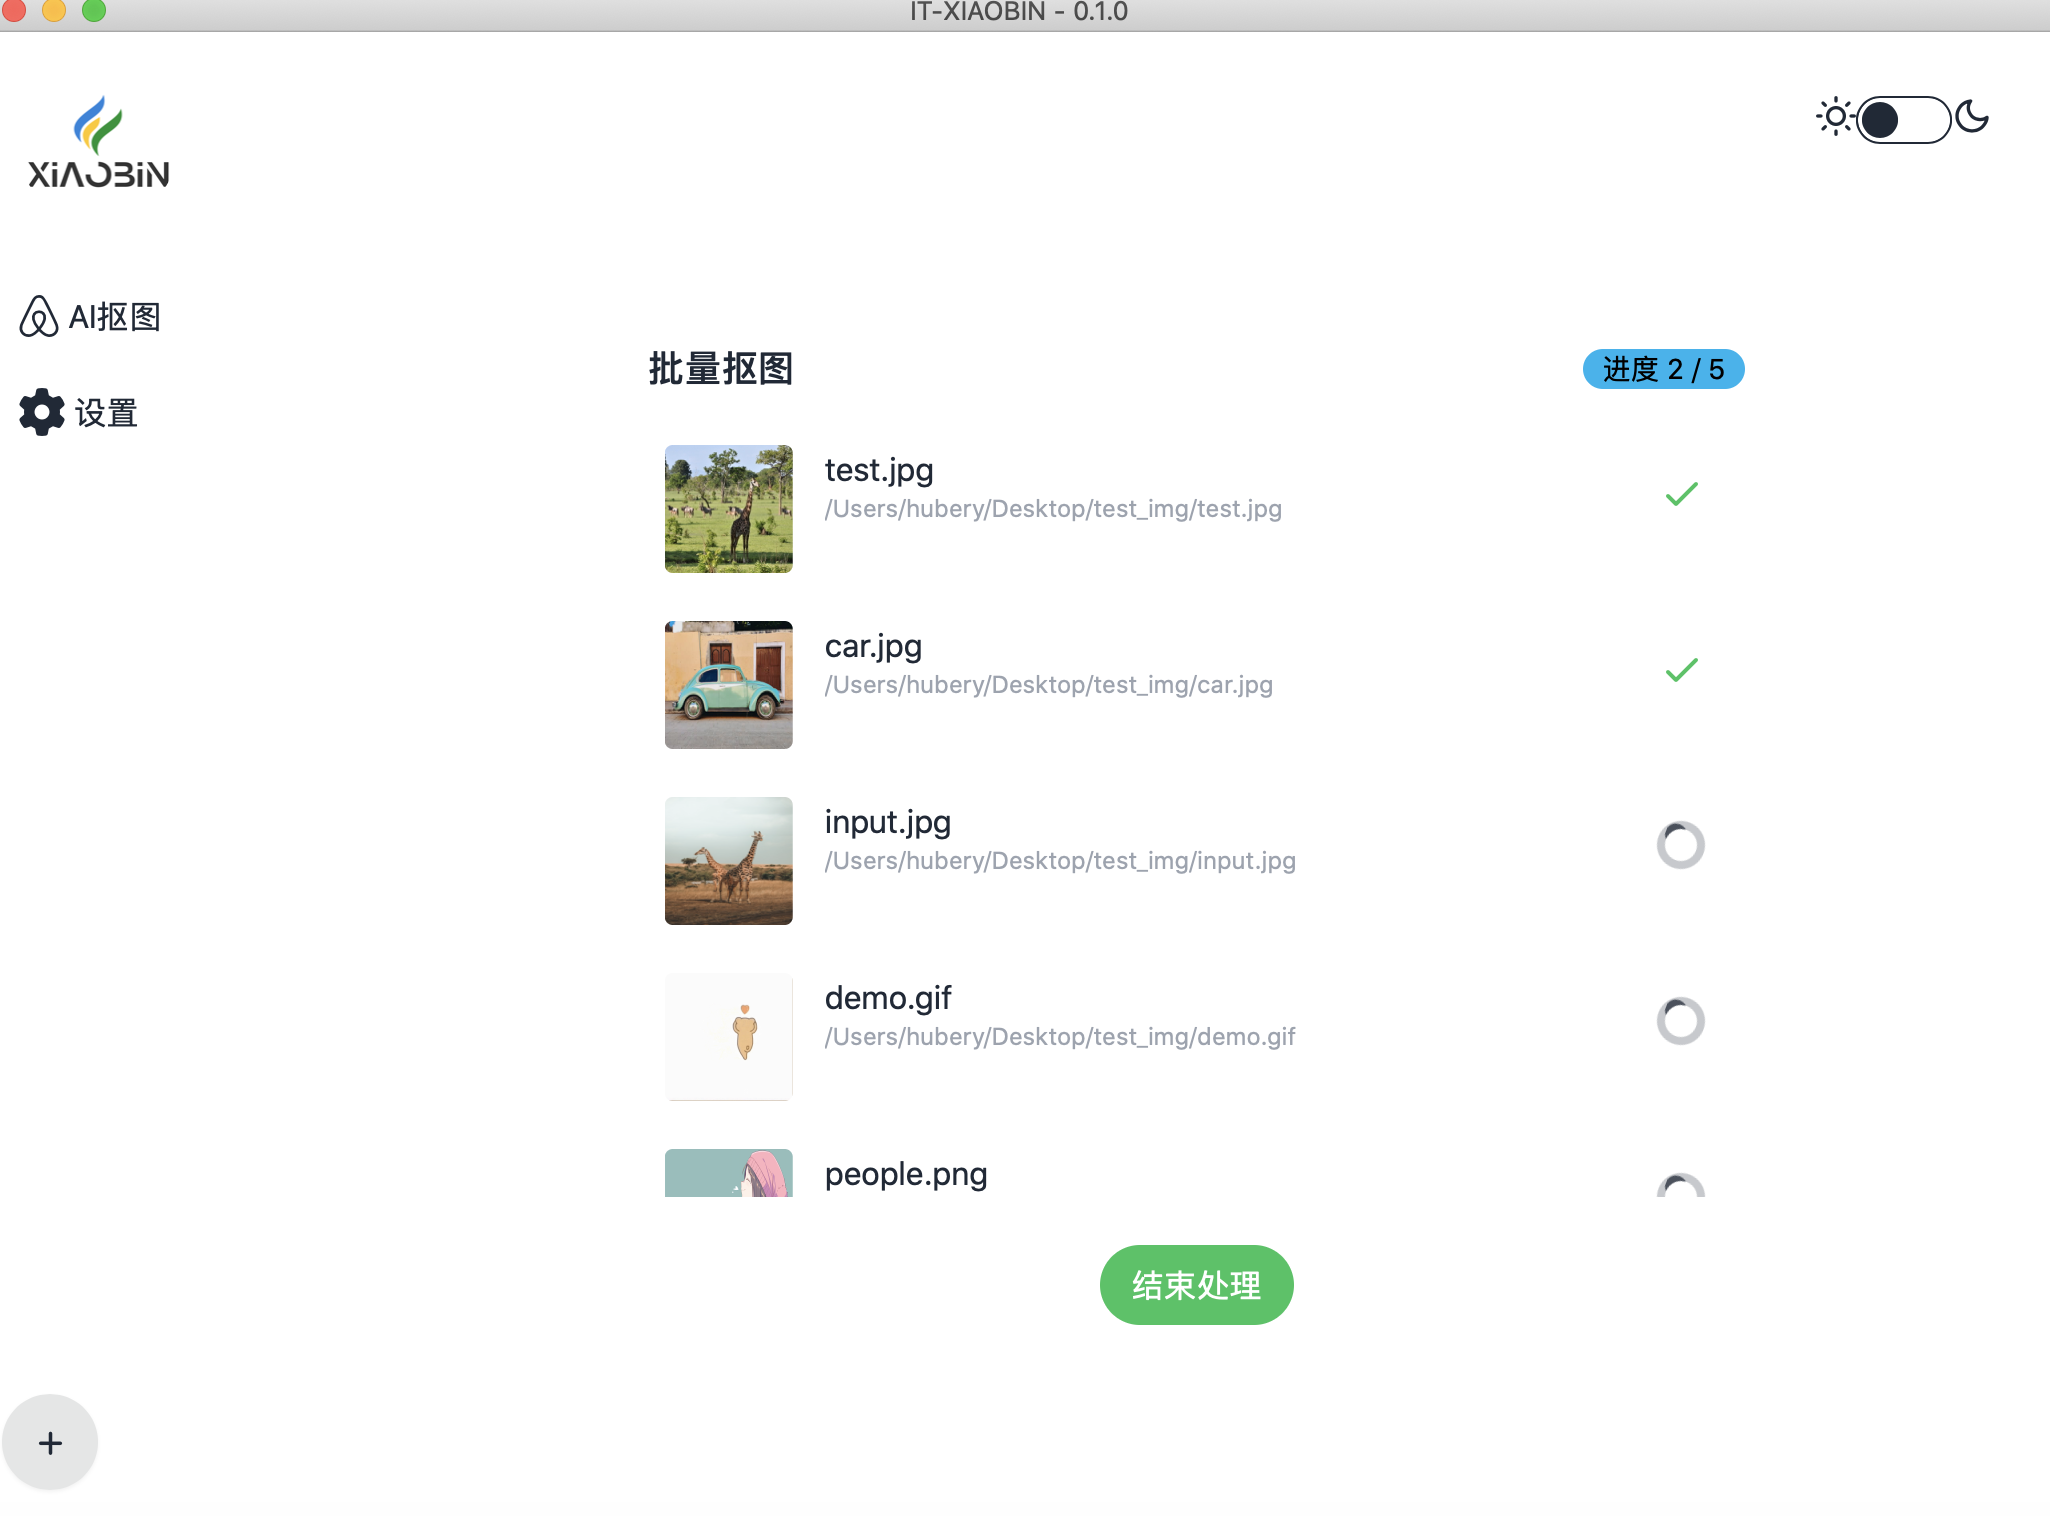 IT-XIAOBIN - 0.1.0
XiAOBiN
AI抠图
设置
批量抠图
进度 2 / 5
test.jpg
/Users/hubery/Desktop/test_img/test.jpg
car.jpg
/Users/hubery/Desktop/test_img/car.jpg
input.jpg
/Users/hubery/Desktop/test_img/input.jpg
demo.gif
/Users/hubery/Desktop/test_img/demo.gif
people.png
结束处理
+